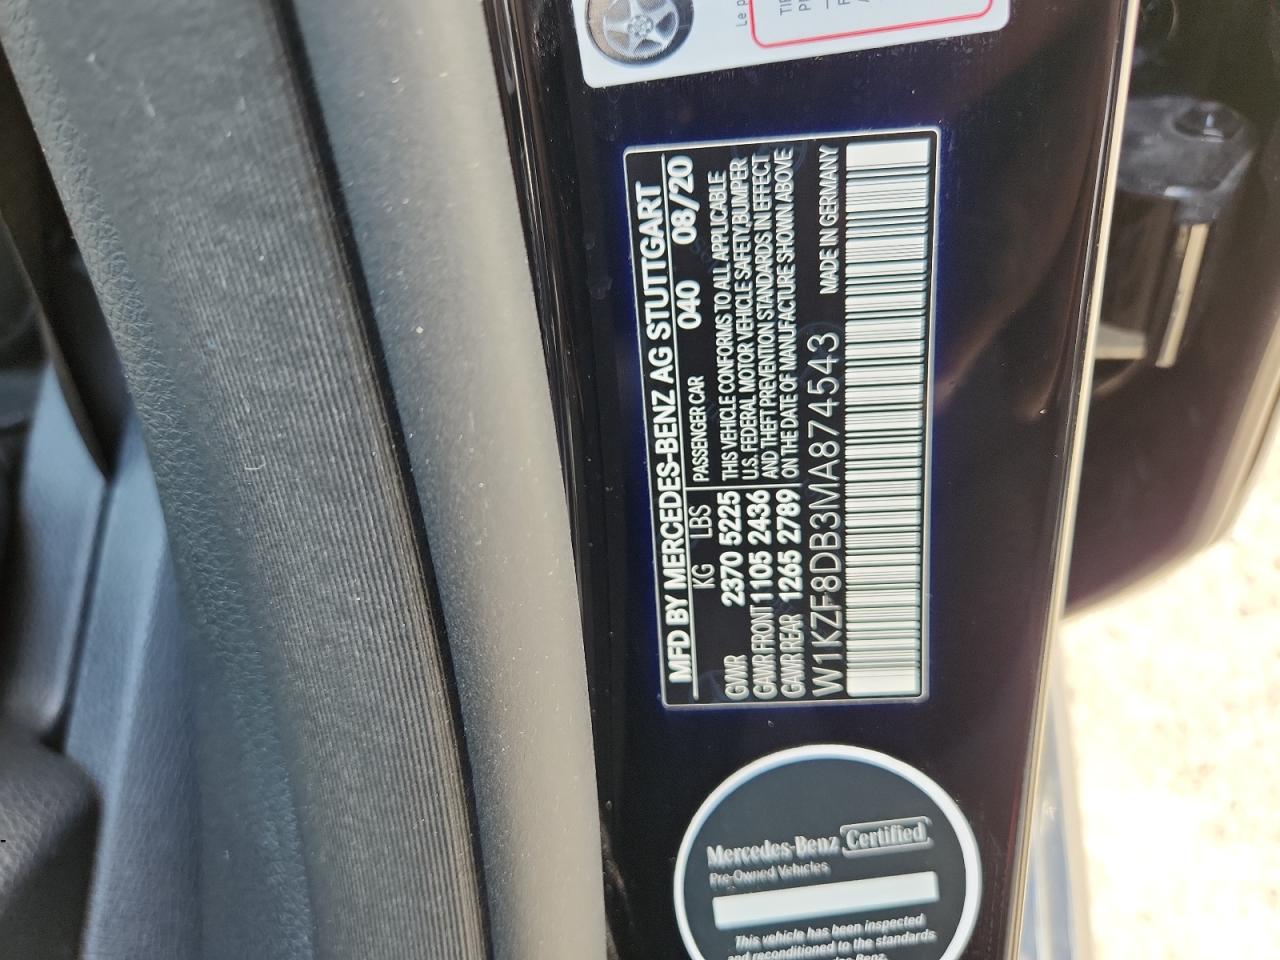 MFD BY MERCEDES-BENZ AG STUTTGART
KG LBS PASSENGER CAR 040 08/20
GVWR 2370 5225
GAWR FRONT 1105 2436
GAWR REAR 1265 2789
THIS VEHICLE CONFORMS TO ALL APPLICABLE
U.S. FEDERAL MOTOR VEHICLE SAFETY, BUMPER
AND THEFT PREVENTION STANDARDS IN EFFECT
ON THE DATE OF MANUFACTURE SHOWN ABOVE
W1KZF8DB3MA874543 MADE IN GERMANY
Mercedes-Benz Certified
Pre-Owned Vehicles
This vehicle has been inspected
and reconditioned to the standards
Benz.